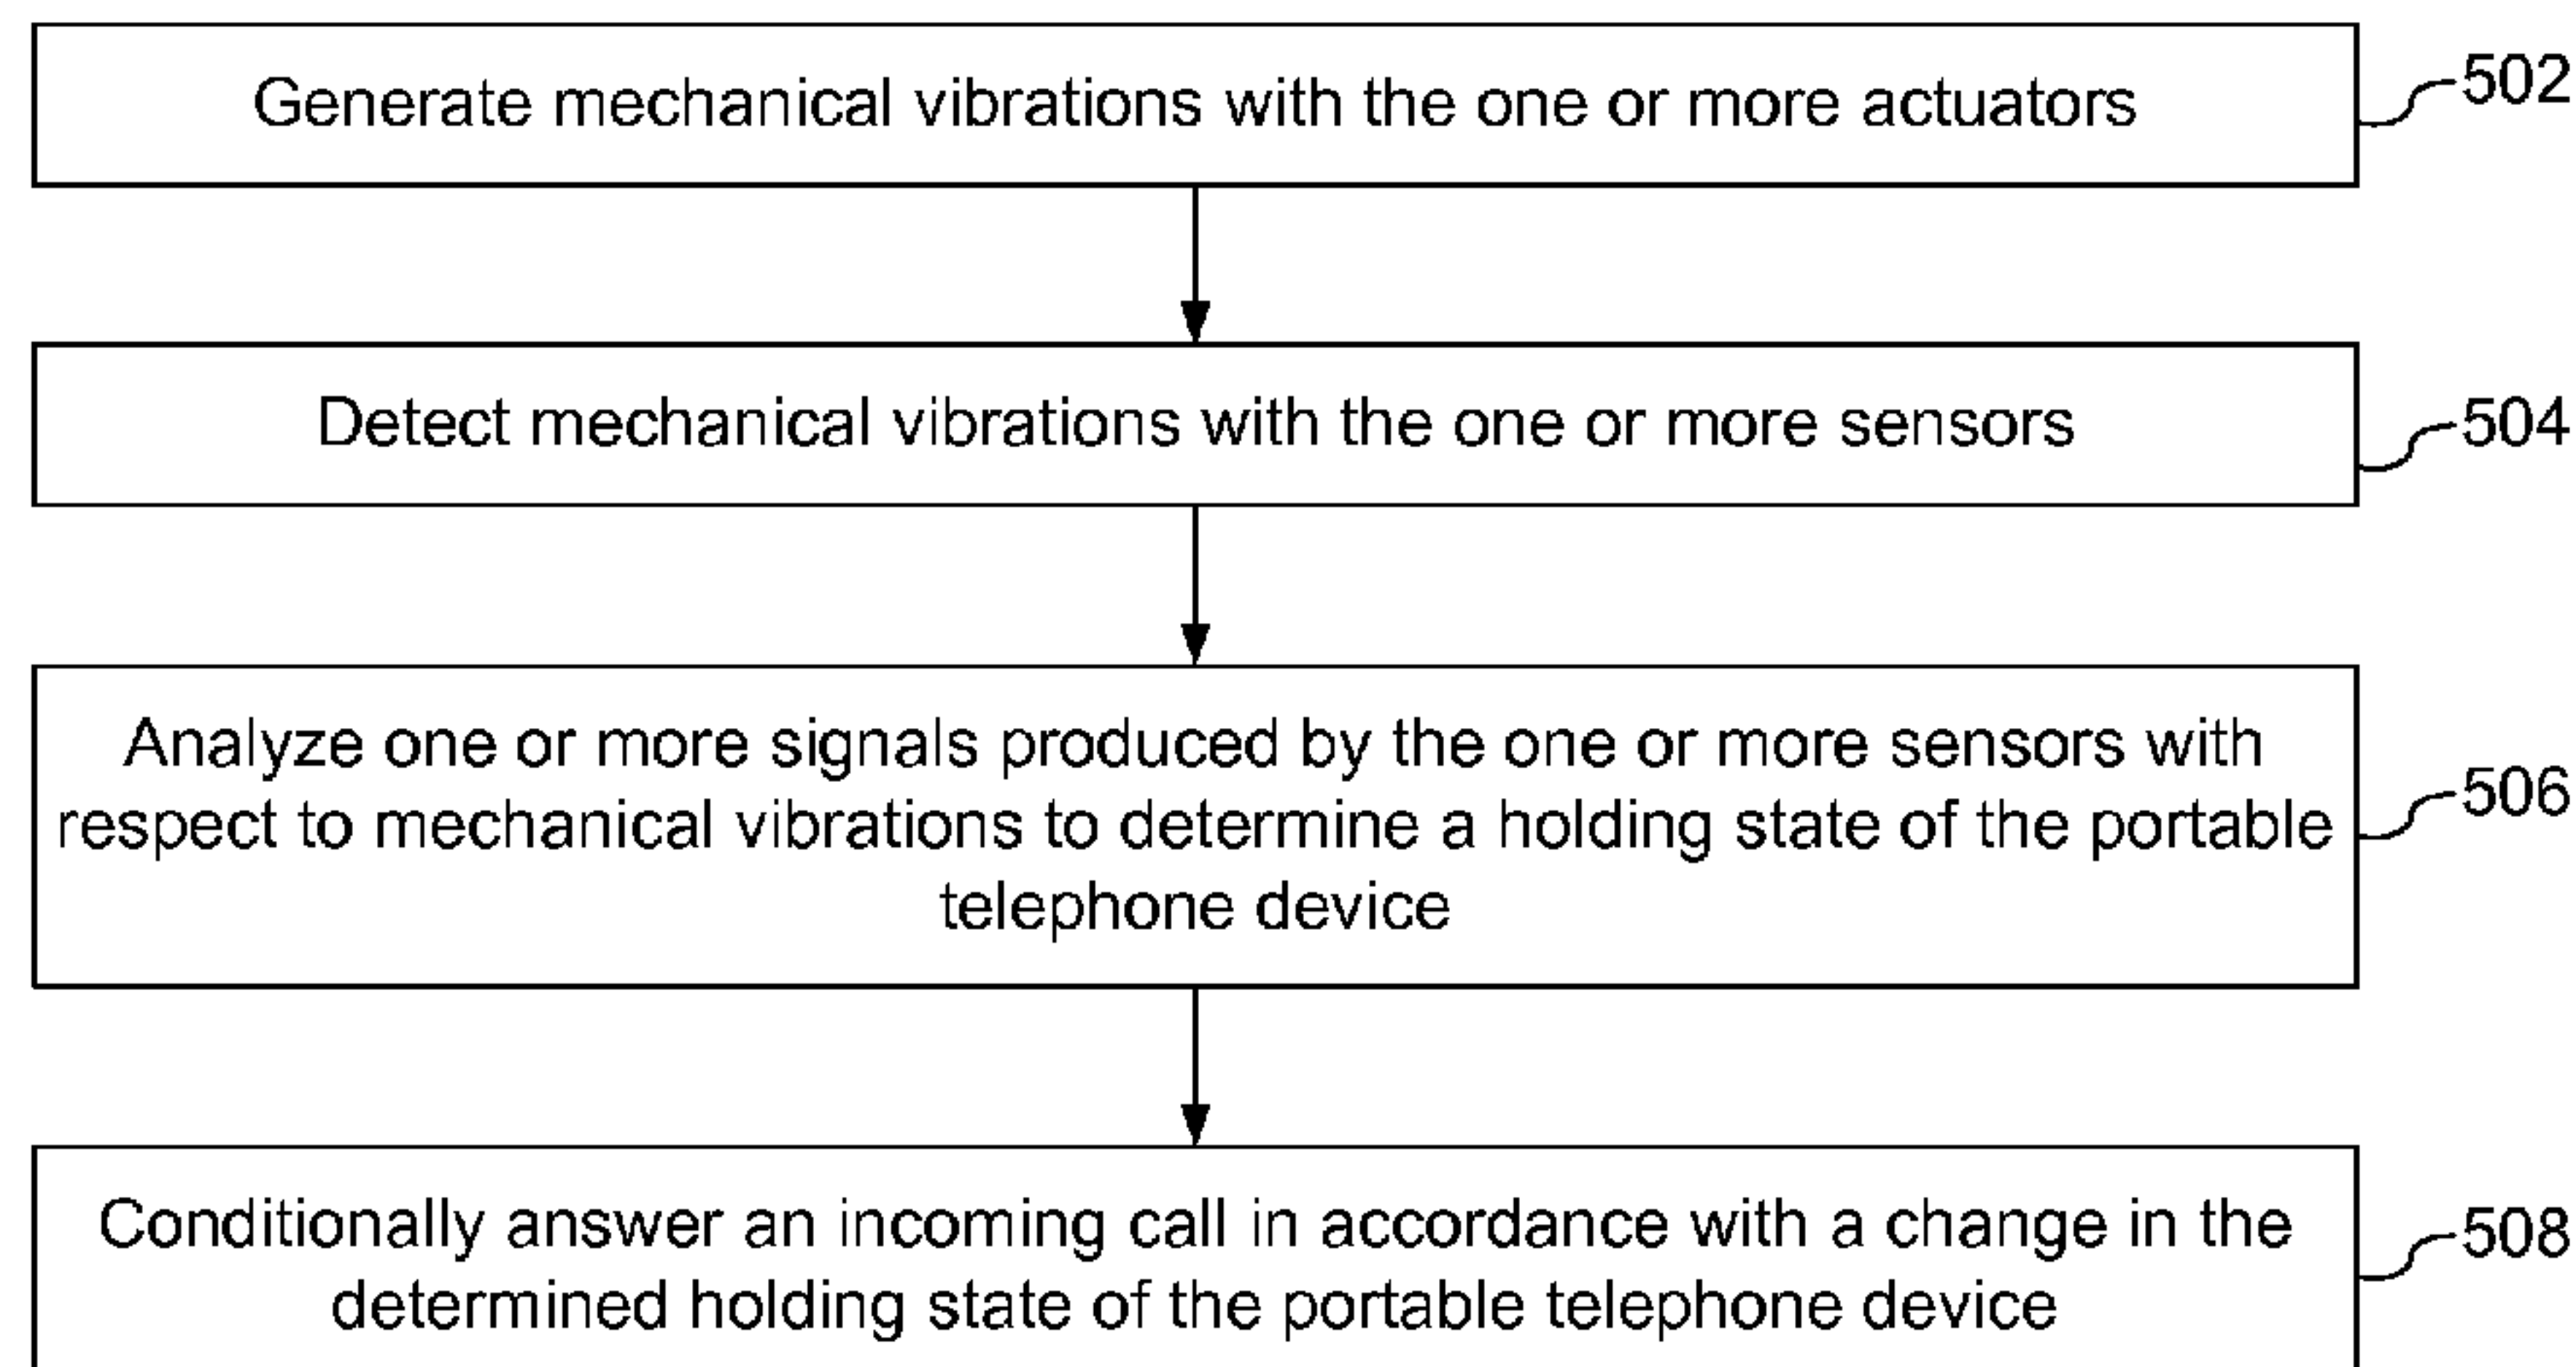 Generate mechanical vibrations with the one or more actuators
502
Detect mechanical vibrations with the one or more sensors
504
Analyze one or more signals produced by the one or more sensors with
respect to mechanical vibrations to determine a holding state of the portable
telephone device
506
Conditionally answer an incoming call in accordance with a change in the
determined holding state of the portable telephone device
508